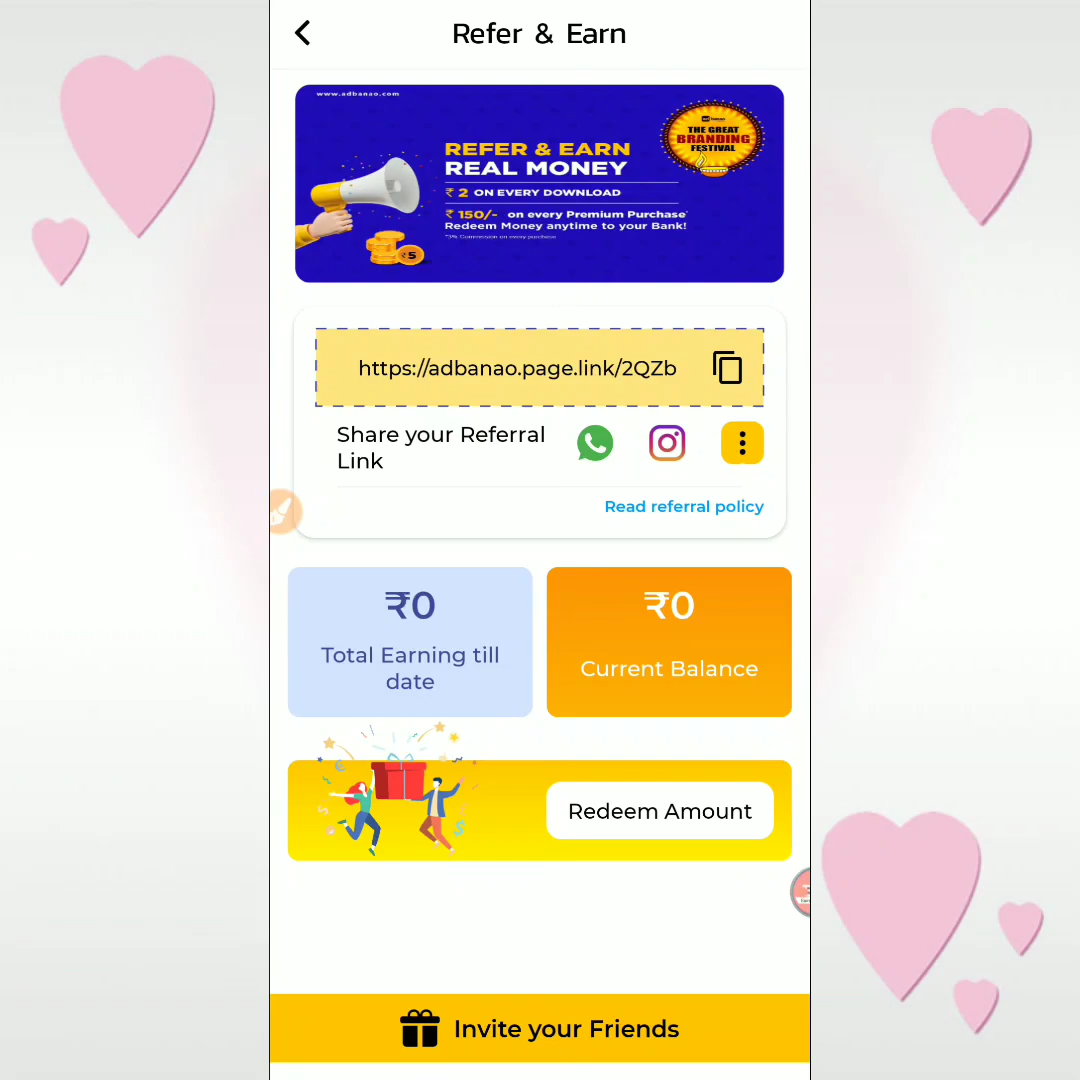 Refer & Earn
www.adbanao.com
THE GREAT
BRANDING
FESTIVAL
REFER & EARN
REAL MONEY
₹ 2 ON EVERY DOWNLOAD
₹ 150/- on every Premium Purchase*
Redeem Money anytime to your Bank!
₹5
https://adbanao.page.link/2QZb
Share your Referral
Link
Read referral policy
₹0
Total Earning till
date
₹0
Current Balance
Redeem Amount
Invite your Friends